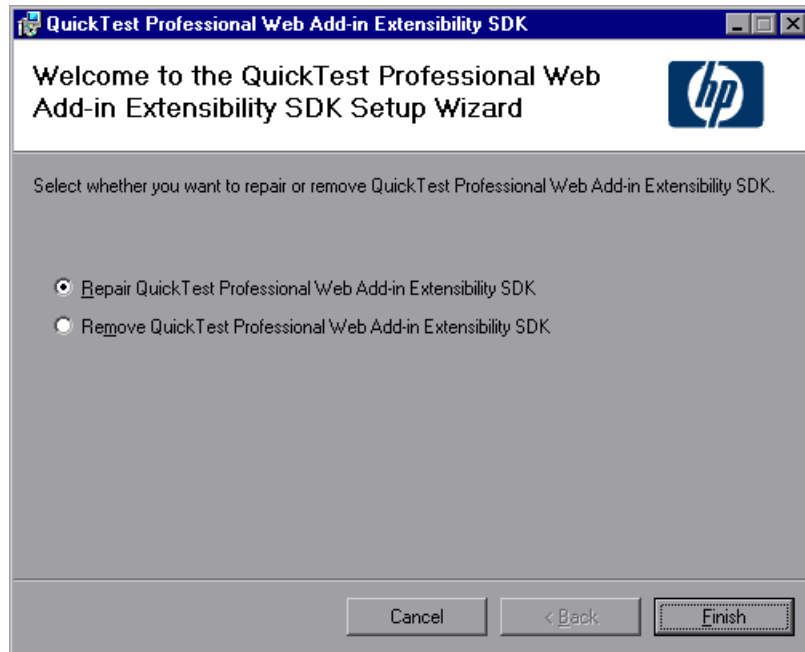 QuickTest Professional Web Add-in Extensibility SDK
Welcome to the QuickTest Professional Web
Add-in Extensibility SDK Setup Wizard
hp
Select whether you want to repair or remove QuickTest Professional Web Add-in Extensibility SDK.
Repair QuickTest Professional Web Add-in Extensibility SDK
Remove QuickTest Professional Web Add-in Extensibility SDK
Cancel
< Back
Finish